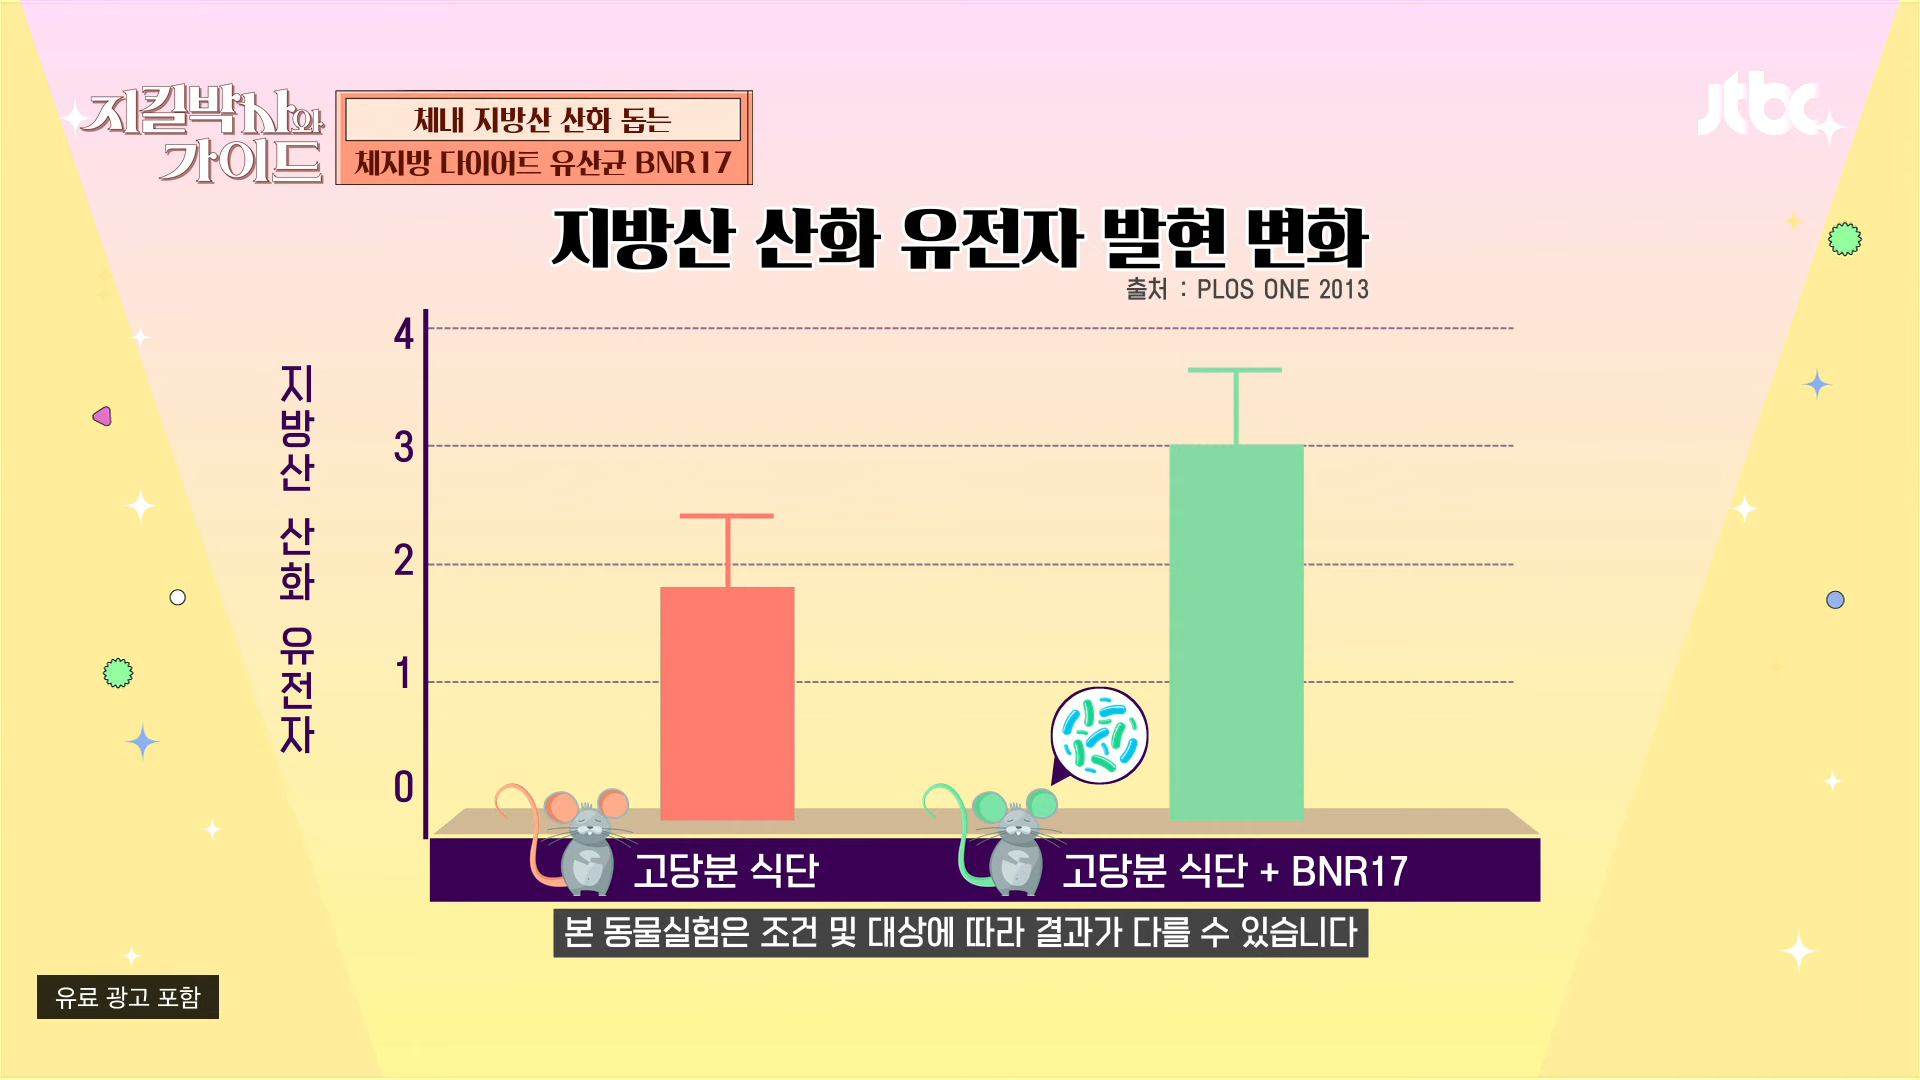 지킬박사와
가이드
체내 지방산 산화 돕는
체지방 다이어트 유산균 BNR17
jtbc
지방산 산화 유전자 발현 변화
출처 : PLOS ONE 2013
지방산 산화 유전자
4
3
2
1
0
고당분 식단
고당분 식단 + BNR17
본 동물실험은 조건 및 대상에 따라 결과가 다를 수 있습니다
유료 광고 포함